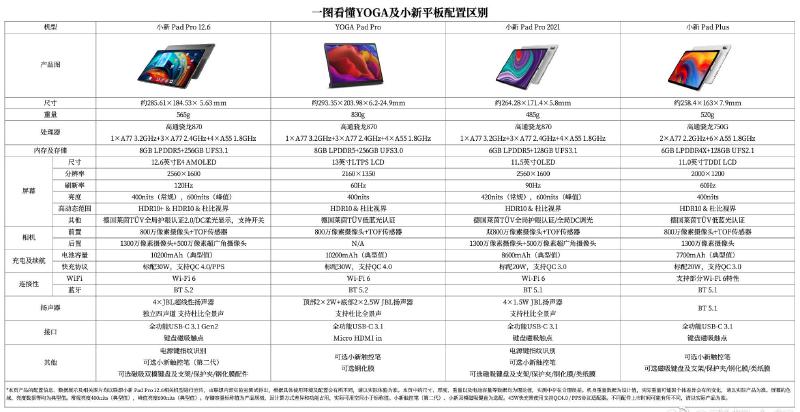 一图看懂YOGA及小新平板配置区别
机型 小新 Pad Pro 12.6 YOGA Pad Pro 小新 Pad Pro 2021 小新 Pad Plus
产品图
尺寸 约285.61×184.53× 5.63 mm 约293.35×203.98×6.2-24.9mm 约264.28×171.4×5.8mm 约258.4×163×7.9mm
重量 565g 830g 485g 520g
处理器 高通骁龙870 高通骁龙870 高通骁龙870 高通骁龙750G
1×A77 3.2GHz+3×A77 2.4GHz+4×A55 1.8GHz 1×A77 3.2GHz+3×A77 2.4GHz+4×A55 1.8GHz 1×A77 3.2GHz+3×A77 2.4GHz+4×A55 1.8GHz 2×A77 2.2GHz+6×A55 1.8GHz
内存及存储 8GB LPDDR5+256GB UFS3.1 8GB LPDDR5+256GB UFS3.0 6GB LPDDR5+128GB UFS3.1 6GB LPDDR4X+128GB UFS2.1
屏幕
尺寸 12.6英寸E4 AMOLED 13英寸LTPS LCD 11.5英寸OLED 11.0英寸TDDI LCD
分辨率 2560×1600 2160×1350 2560×1600 2000×1200
刷新率 120Hz 60Hz 90Hz 60Hz
亮度 400nits（常规），600nits（峰值） 400nits 420nits（常规），600nits（峰值） 400nits
高动态范围 HDR10+ & HDR10 & 杜比视界 HDR10 & 杜比视界 HDR10 & 杜比视界 HDR10 & 杜比视界
其他 德国莱茵TÜV全局护眼认证2.0/DC柔光显示，支持开关 德国莱茵TÜV低蓝光认证 德国莱茵TÜV全局护眼认证/全局DC调光 德国莱茵TÜV低蓝光认证
相机
前置 800万像素摄像头+TOF传感器 800万像素摄像头+TOF传感器 双800万像素摄像头+TOF传感器 800万像素摄像头+TOF传感器
后置 1300万像素摄像头+500万像素超广角摄像头 N/A 1300万像素摄像头+500万像素超广角摄像头 1300万像素摄像头
充电及续航
电池容量 10200mAh（典型值） 10200mAh（典型值） 8600mAh（典型值） 7700mAh（典型值）
快充协议 标配30W，支持QC 4.0/PPS 标配30W，支持QC 4.0 标配20W，支持QC 3.0 标配20W，支持QC 3.0
连接性
WiFi Wi-Fi 6 Wi-Fi 6 Wi-Fi 6 支持部分Wi-Fi 6特性
蓝牙 BT 5.2 BT 5.2 BT 5.1 BT 5.1
扬声器 4×JBL超线性扬声器 顶部2×2W+底部2×2.5W JBL扬声器 4×1.5W JBL扬声器 BT 5.1
独立四声道 支持杜比全景声 支持杜比全景声 支持杜比全景声
接口 全功能USB-C 3.1 Gen2 全功能USB-C 3.1 全功能USB-C 3.1 全功能USB-C 3.1
键盘磁吸触点 Micro HDMI in 键盘磁吸触点 键盘磁吸触点
其他 电源键指纹识别 可选小新触控笔 电源键指纹识别 可选小新触控笔
可选小新触控笔（第二代） 可选钢化膜 可选小新触控笔 可选磁吸键盘及支架/保护夹/钢化膜/类纸膜
可选磁吸双模键盘及支架/保护夹/钢化膜配件 可选磁吸键盘及支架/保护夹/钢化膜/类纸膜